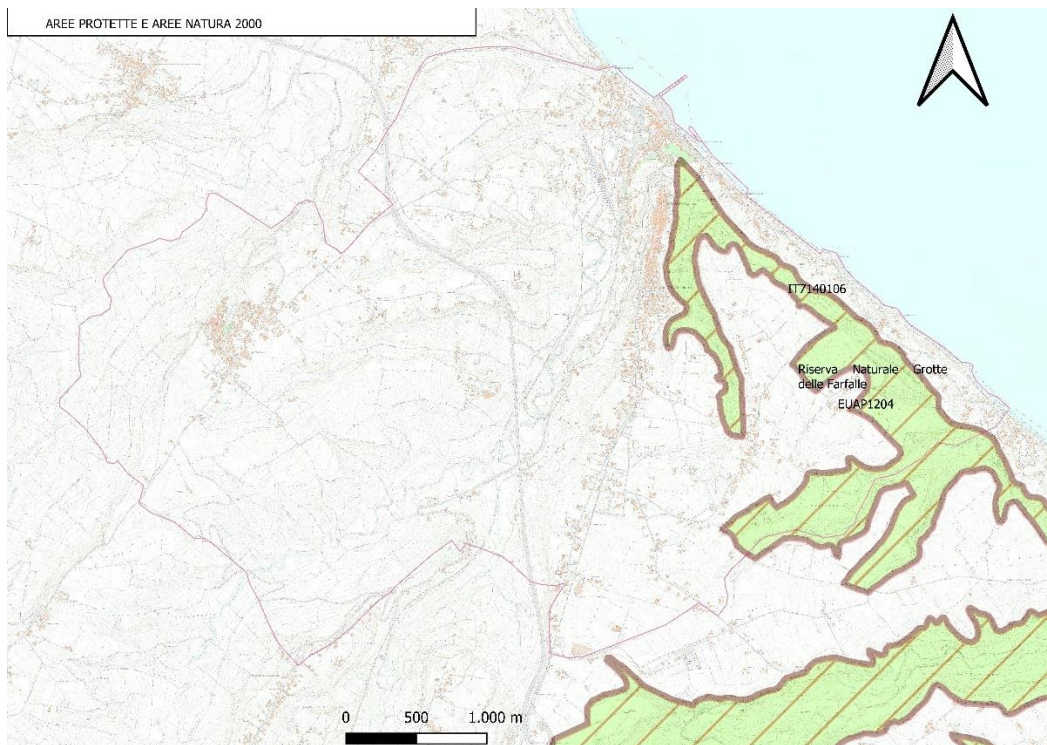 AREE PROTETTE E AREE NATURA 2000
IT7140106
Riserva Naturale Grotte
delle Farfalle
EUAP1204
0 500 1.000 m